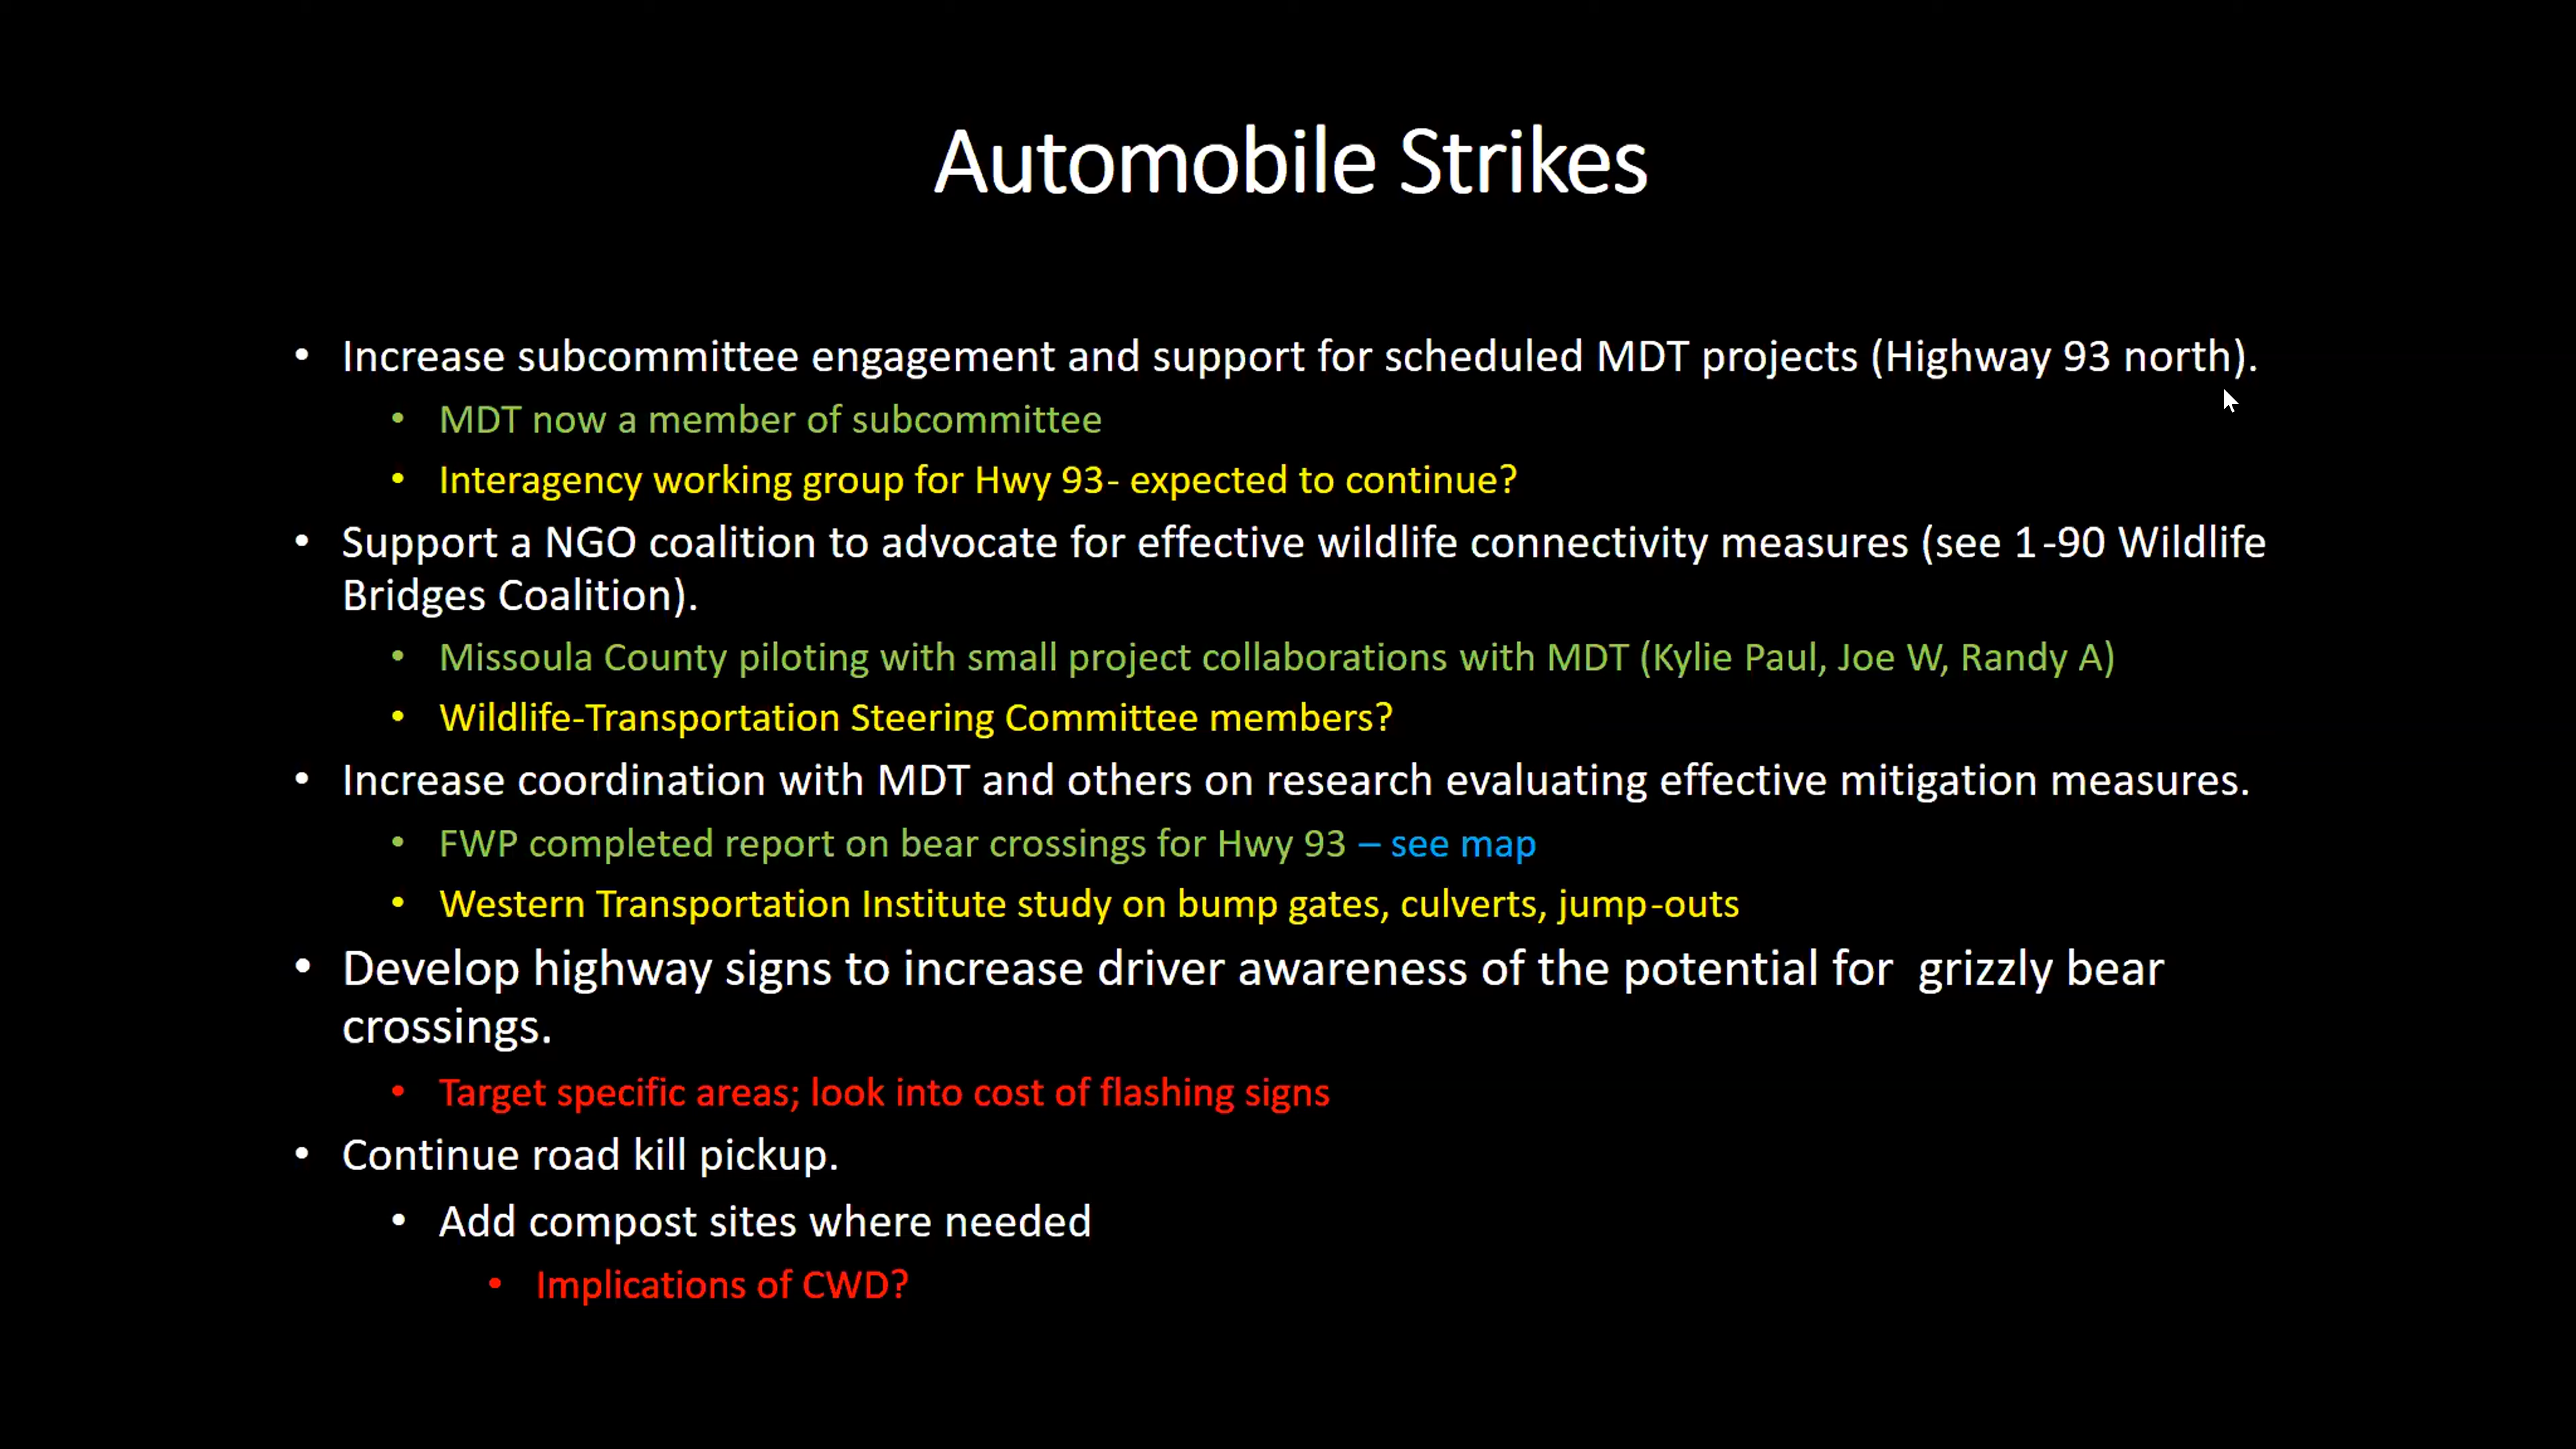 Automobile Strikes
• Increase subcommittee engagement and support for scheduled MDT projects (Highway 93 north).
• MDT now a member of subcommittee
• Interagency working group for Hwy 93- expected to continue?
• Support a NGO coalition to advocate for effective wildlife connectivity measures (see 1-90 Wildlife
Bridges Coalition).
• Missoula County piloting with small project collaborations with MDT (Kylie Paul, Joe W, Randy A)
• Wildlife-Transportation Steering Committee members?
• Increase coordination with MDT and others on research evaluating effective mitigation measures.
• FWP completed report on bear crossings for Hwy 93 – see map
• Western Transportation Institute study on bump gates, culverts, jump-outs
• Develop highway signs to increase driver awareness of the potential for  grizzly bear
crossings.
• Target specific areas; look into cost of flashing signs
• Continue road kill pickup.
• Add compost sites where needed
• Implications of CWD?